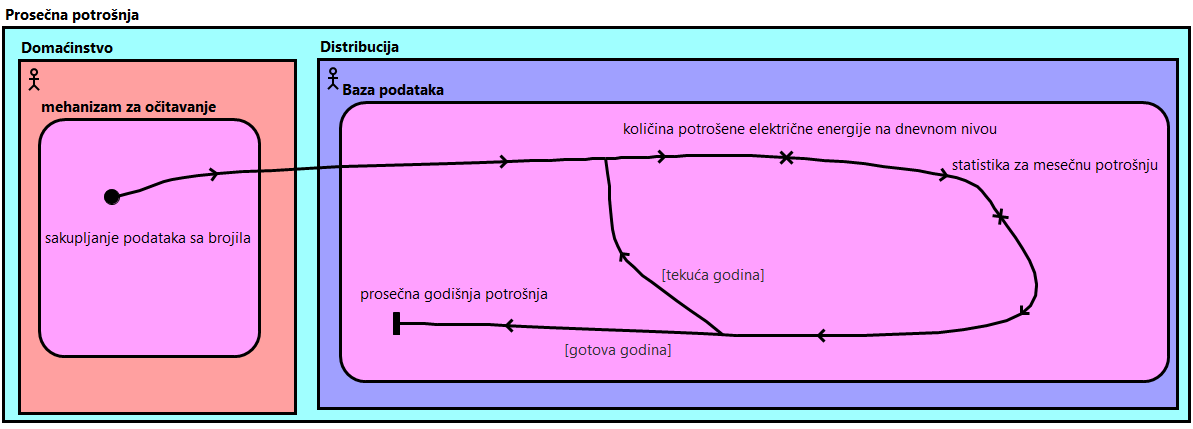 Prosečna potrošnja
Domaćinstvo
Distribucija
mehanizam za očitavanje
Baza podataka
količina potrošene električne energije na dnevnom nivou
statistika za mesečnu potrošnju
sakupljanje podataka sa brojila
[tekuća godina]
prosečna godišnja potrošnja
[gotova godina]